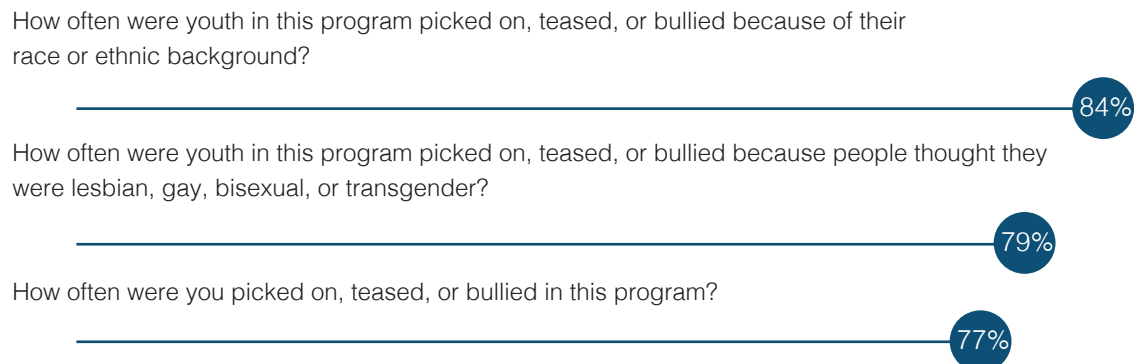 How often were youth in this program picked on, teased, or bullied because of their
race or ethnic background?
84%
How often were youth in this program picked on, teased, or bullied because people thought they
were lesbian, gay, bisexual, or transgender?
79%
How often were you picked on, teased, or bullied in this program?
77%